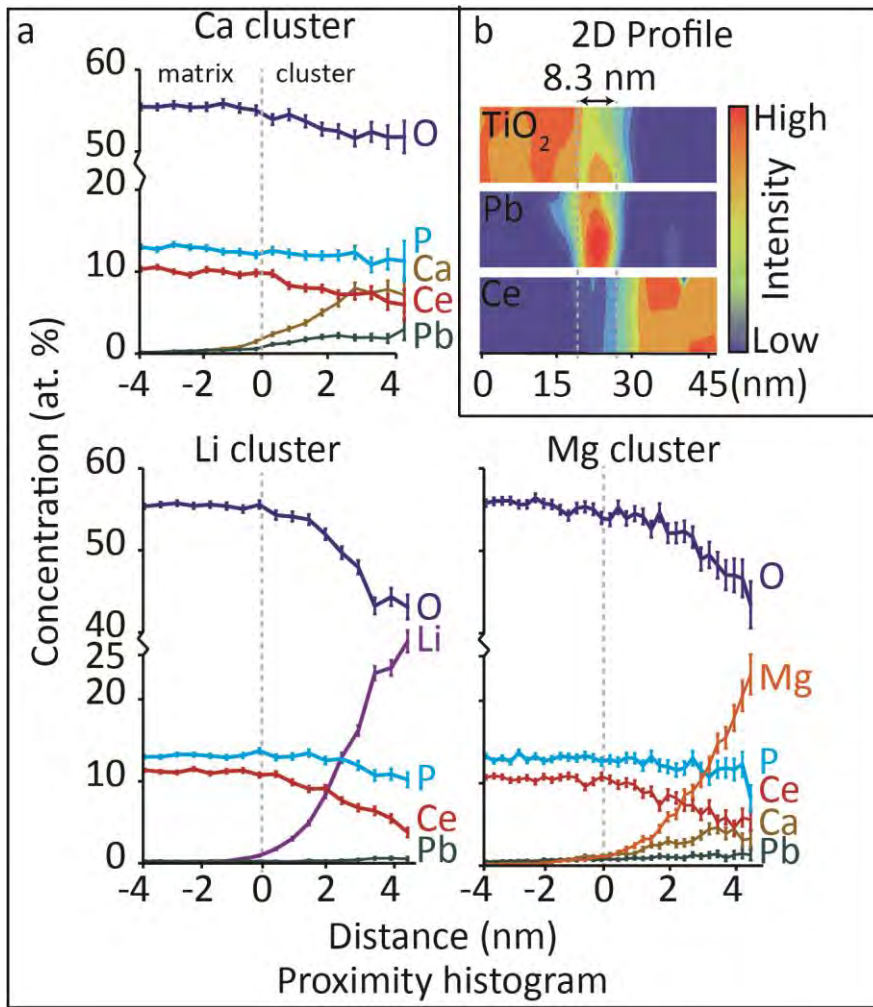 a
Ca cluster
matrix
cluster
60
50
20
10
0
O
P
Ca
Ce
Pb
-4
-2
0
2
4
b
2D Profile
8.3 nm
TiO2
Pb
Ce
High
Intensity
Low
0
15
30
45
(nm)
Concentration (at. %)
Li cluster
60
50
40
25
20
10
0
O
Li
P
Ce
Pb
-4
-2
0
2
4
Mg cluster
O
Mg
P
Ce
Ca
Pb
-4
-2
0
2
4
Distance (nm)
Proximity histogram